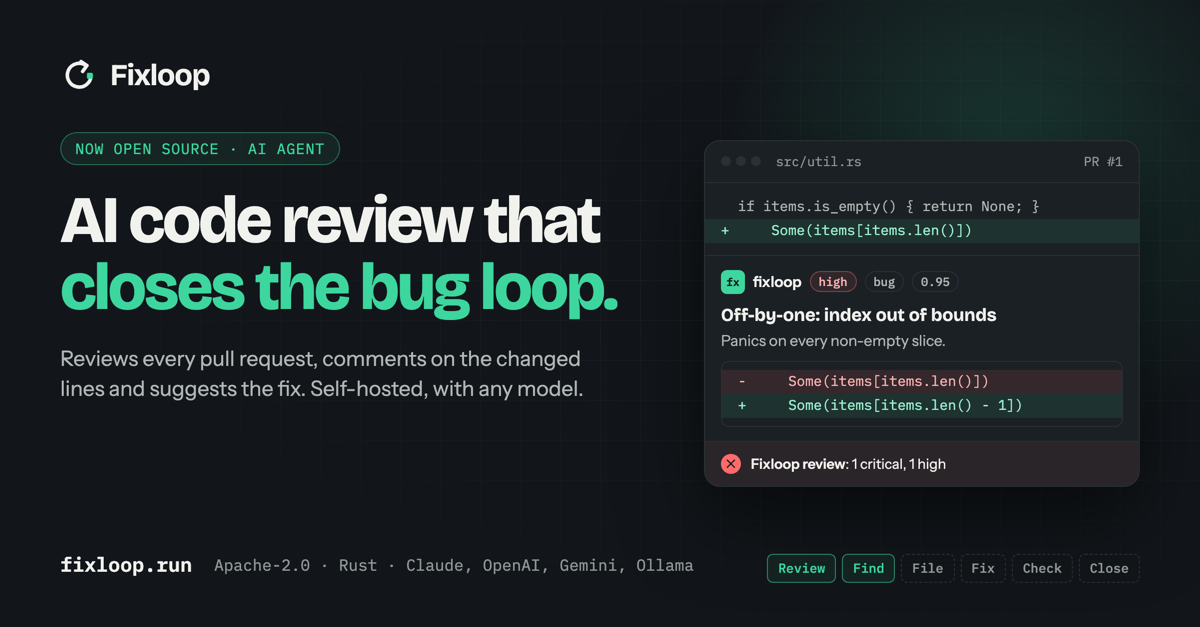 Fixloop
NOW OPEN SOURCE · AI AGENT
AI code review that
closes the bug loop.
Reviews every pull request, comments on the changed
lines and suggests the fix. Self-hosted, with any model.
src/util.rs PR #1
if items.is_empty() { return None; }
+ Some(items[items.len()])
fx fixloop high bug 0.95
Off-by-one: index out of bounds
Panics on every non-empty slice.
- Some(items[items.len()])
+ Some(items[items.len() - 1])
Fixloop review: 1 critical, 1 high
fixloop.run Apache-2.0 · Rust · Claude, OpenAI, Gemini, Ollama
Review Find File Fix Check Close